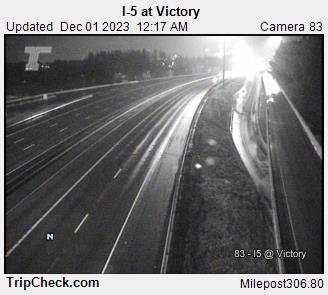 I-5 at Victory
Updated Dec 01 2023 12:17 AM Camera 83
T
N
83 - I5 @ Victory
TripCheck.com Milepost306.80